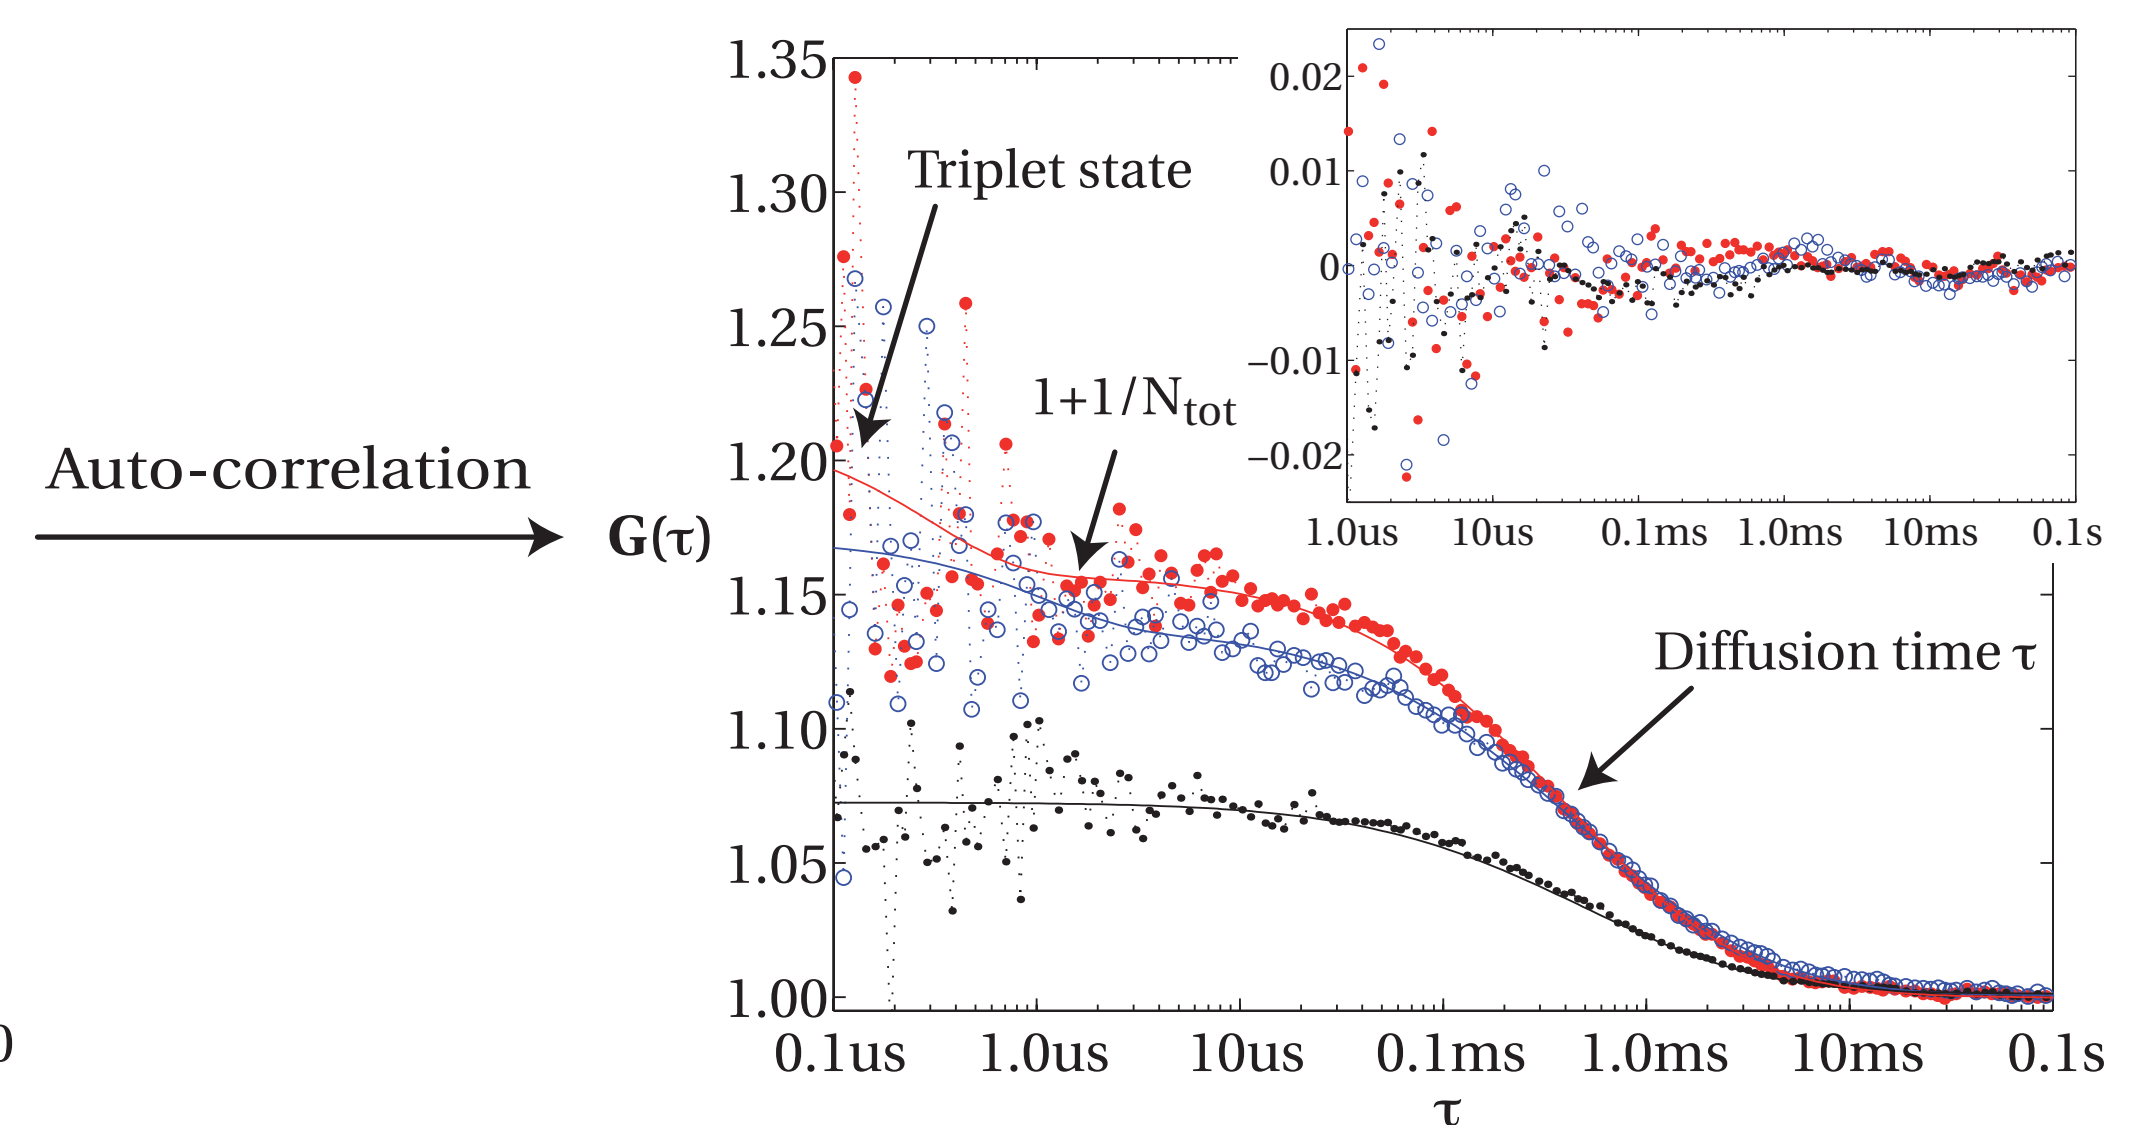 Auto-correlation
0
G(τ)
1.35
1.30
1.25
1.20
1.15
1.10
1.05
1.00
Triplet state
1+1/Ntot
Diffusion time τ
0.1us 1.0us 10us 0.1ms 1.0ms 10ms 0.1s
τ
0.02
0.01
0
−0.01
−0.02
1.0us 10us 0.1ms 1.0ms 10ms 0.1s